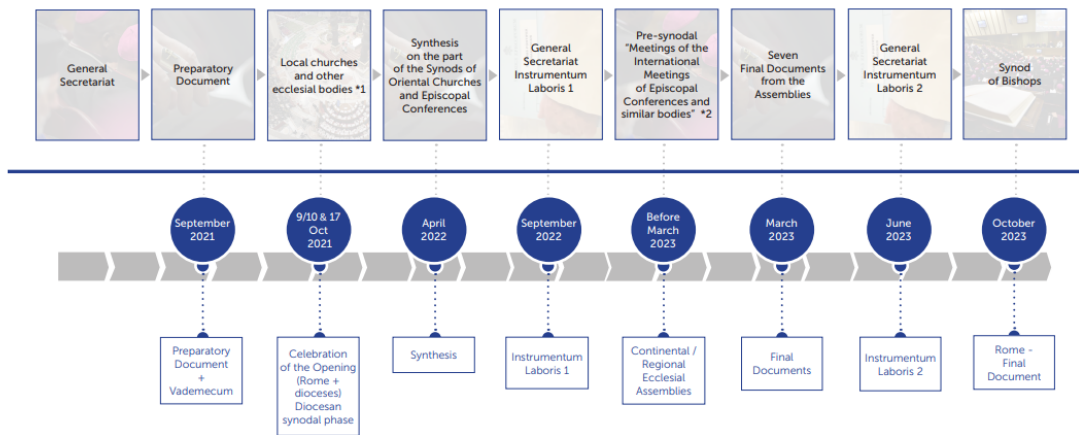 General
Secretariat
Preparatory
Document
Local churches
and other
ecclesial bodies *1
Synthesis
on the part
of the Synods of
Oriental Churches
and Episcopal
Conferences
General
Secretariat
Instrumentum
Laboris 1
Pre-synodal
"Meetings of the
International
Meetings
of Episcopal
Conferences and
similar bodies" *2
Seven
Final Documents
from the
Assemblies
General
Secretariat
Instrumentum
Laboris 2
Synod
of Bishops
September
2021
9/10 & 17
Oct
2021
April
2022
September
2022
Before
March
2023
March
2023
June
2023
October
2023
Preparatory
Document
+
Vademecum
Celebration
of the Opening
(Rome +
dioceses)
Diocesan
synodal phase
Synthesis
Instrumentum
Laboris 1
Continental /
Regional
Ecclesial
Assemblies
Final
Documents
Instrumentum
Laboris 2
Rome -
Final
Document